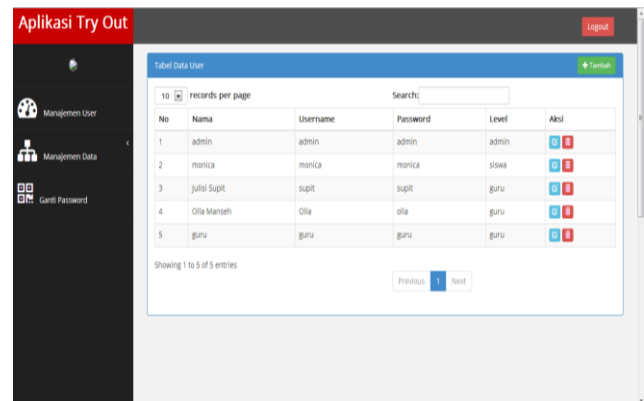 Aplikasi Try Out
Logout
Manajemen User
Manajemen Data
Ganti Password
Tabel Data User
Tambah
10 records per page Search:
No Nama Username Password Level Aksi
1 admin admin admin admin
2 monica monica monica siswa
3 Julisi Supit supit supit guru
4 Olla Manseh Olla olla guru
5 guru guru guru guru
Showing 1 to 5 of 5 entries
Previous 1 Next